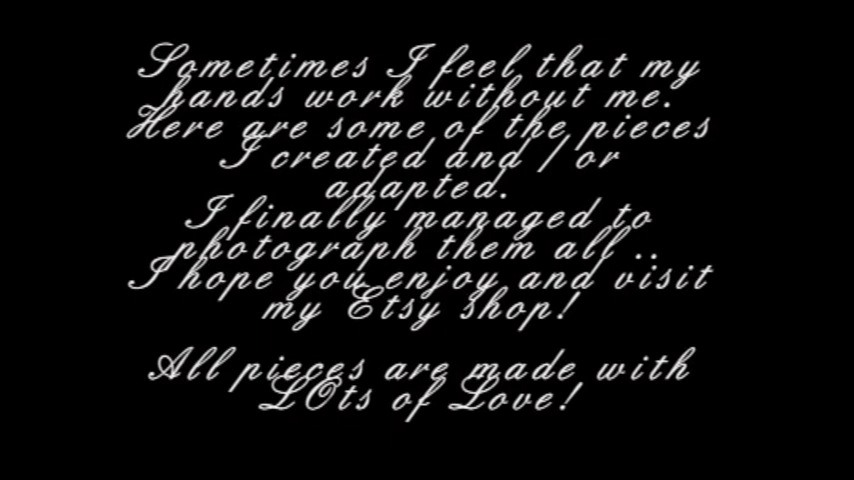 Sometimes I feel that my
hands work without me.
Here are some of the pieces
I created and / or
adapted.
I finally managed to
photograph them all ..
I hope you enjoy and visit
my Etsy shop!
All pieces are made with
LOts of Love!